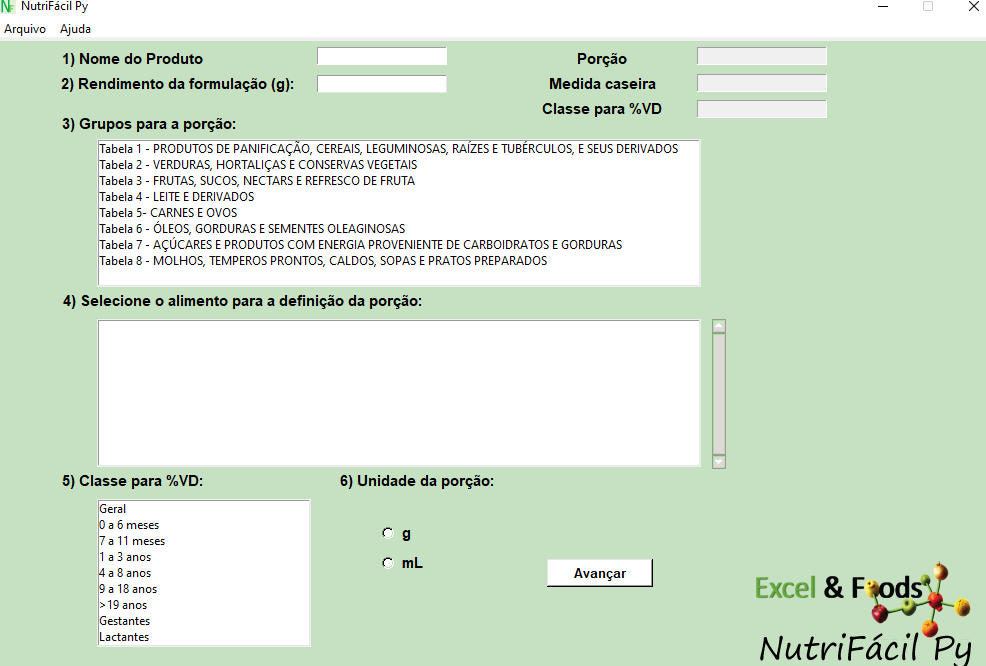 NutriFácil Py
Arquivo Ajuda
1) Nome do Produto
Porção
2) Rendimento da formulação (g):
Medida caseira
Classe para %VD
3) Grupos para a porção:
Tabela 1 - PRODUTOS DE PANIFICAÇÃO, CEREAIS, LEGUMINOSAS, RAÍZES E TUBÉRCULOS, E SEUS DERIVADOS
Tabela 2 - VERDURAS, HORTALIÇAS E CONSERVAS VEGETAIS
Tabela 3 - FRUTAS, SUCOS, NECTARS E REFRESCO DE FRUTA
Tabela 4 - LEITE E DERIVADOS
Tabela 5- CARNES E OVOS
Tabela 6 - ÓLEOS, GORDURAS E SEMENTES OLEAGINOSAS
Tabela 7 - AÇÚCARES E PRODUTOS COM ENERGIA PROVENIENTE DE CARBOIDRATOS E GORDURAS
Tabela 8 - MOLHOS, TEMPEROS PRONTOS, CALDOS, SOPAS E PRATOS PREPARADOS
4) Selecione o alimento para a definição da porção:
5) Classe para %VD:
6) Unidade da porção:
Geral
0 a 6 meses
7 a 11 meses
1 a 3 anos
4 a 8 anos
9 a 18 anos
>19 anos
Gestantes
Lactantes
g
mL
Avançar
Excel & Foods
NutriFácil Py